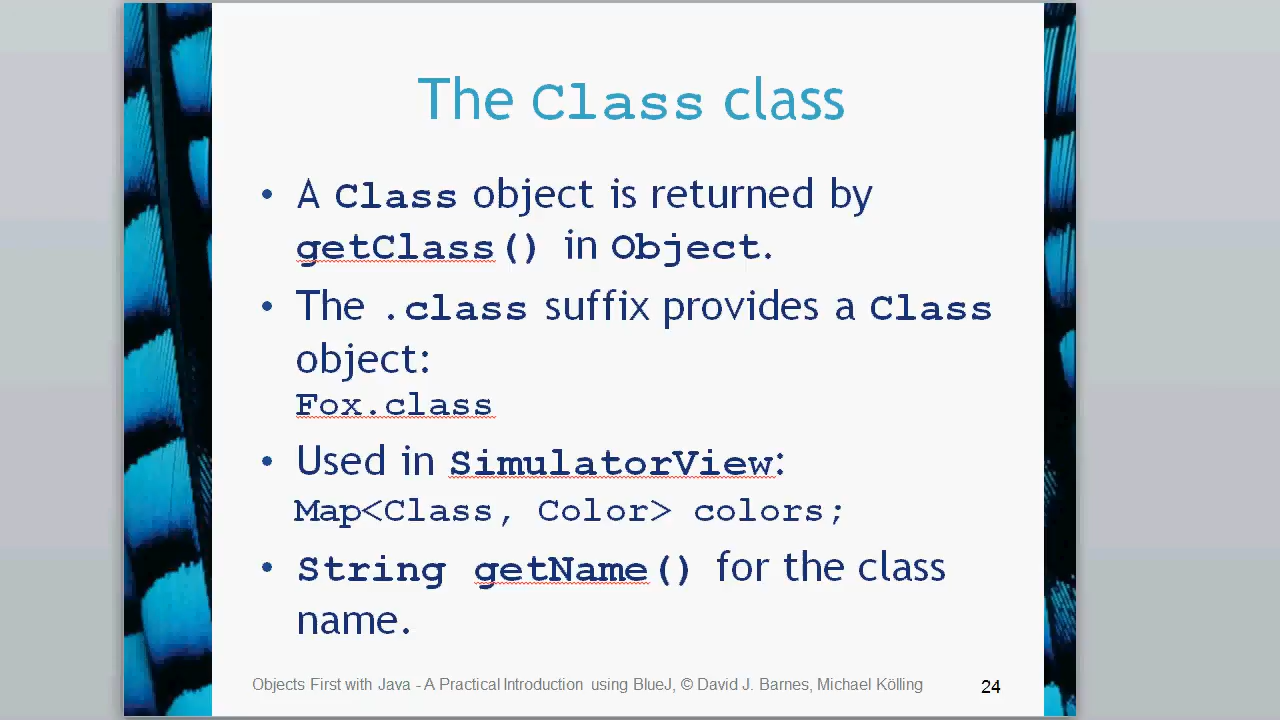 The Class class
• A Class object is returned by
getClass() in Object.
• The .class suffix provides a Class
object:
Fox.class
• Used in SimulatorView:
Map<Class, Color> colors;
• String getName() for the class
name.
Objects First with Java - A Practical Introduction using BlueJ, © David J. Barnes, Michael Kölling
24